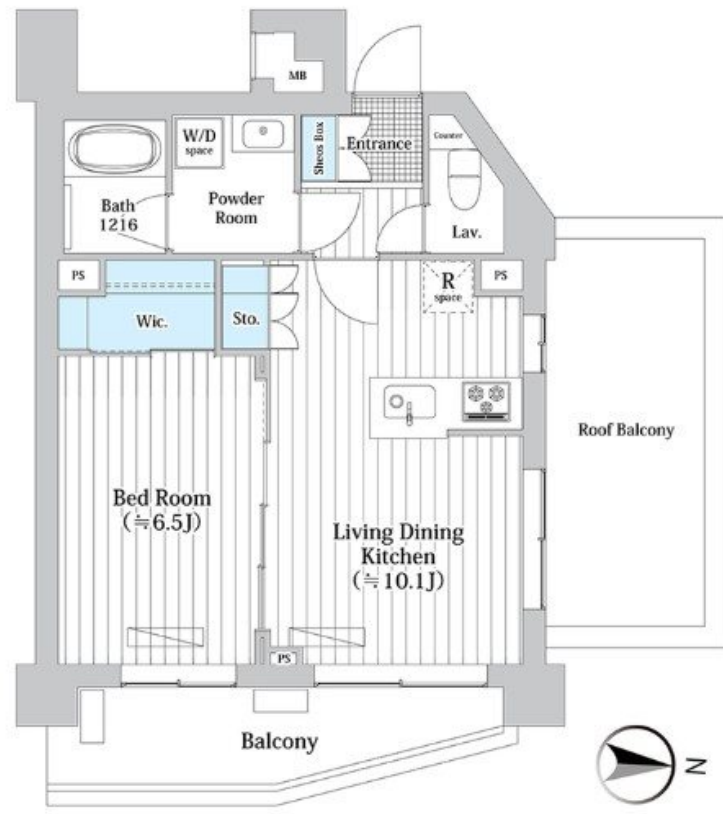 MB
W/D
space
Sheos Box
Entrance
Counter
Bath
1216
Powder
Room
Lav.
PS
Wic.
Sto.
R
space
PS
Roof Balcony
Bed Room
(≒6.5J)
Living Dining
Kitchen
(≒10.1J)
PS
Balcony
N